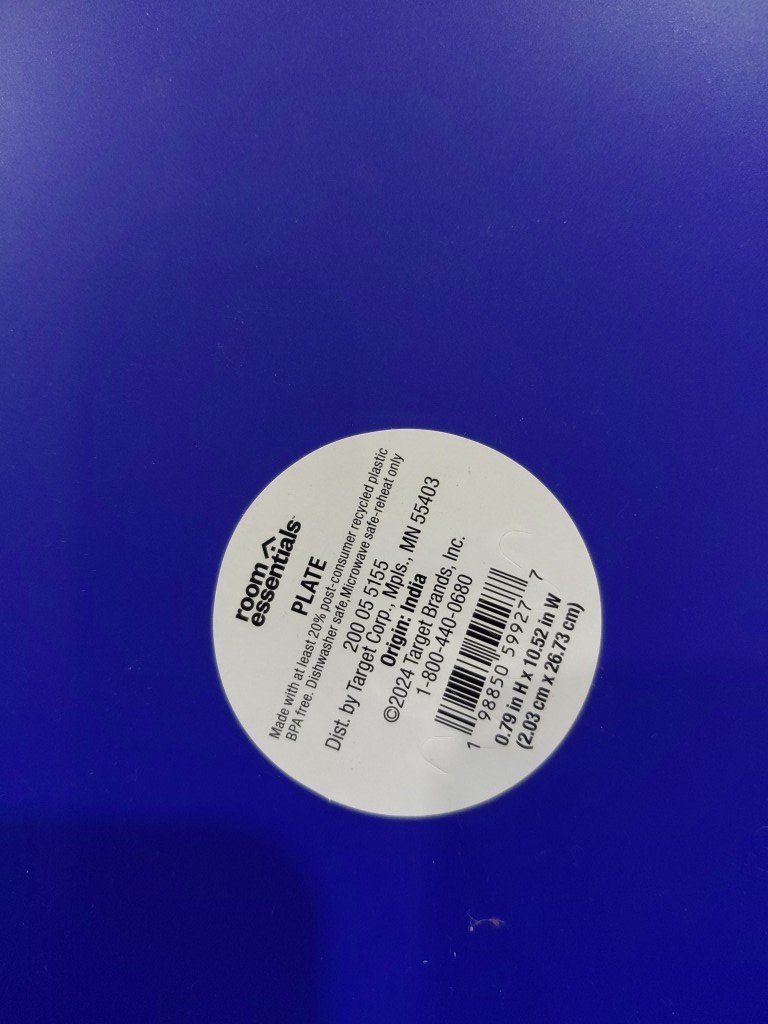 room
essentials™
PLATE
Made with at least 20% post-consumer recycled plastic
BPA free. Dishwasher safe,Microwave safe-reheat only
200 05 5155
Dist. by Target Corp., Mpls., MN 55403
Origin: India
©2024 Target Brands, Inc.
1-800-440-0680
1 98850 59927 7
0.79 in H x 10.52 in W
(2.03 cm x 26.73 cm)